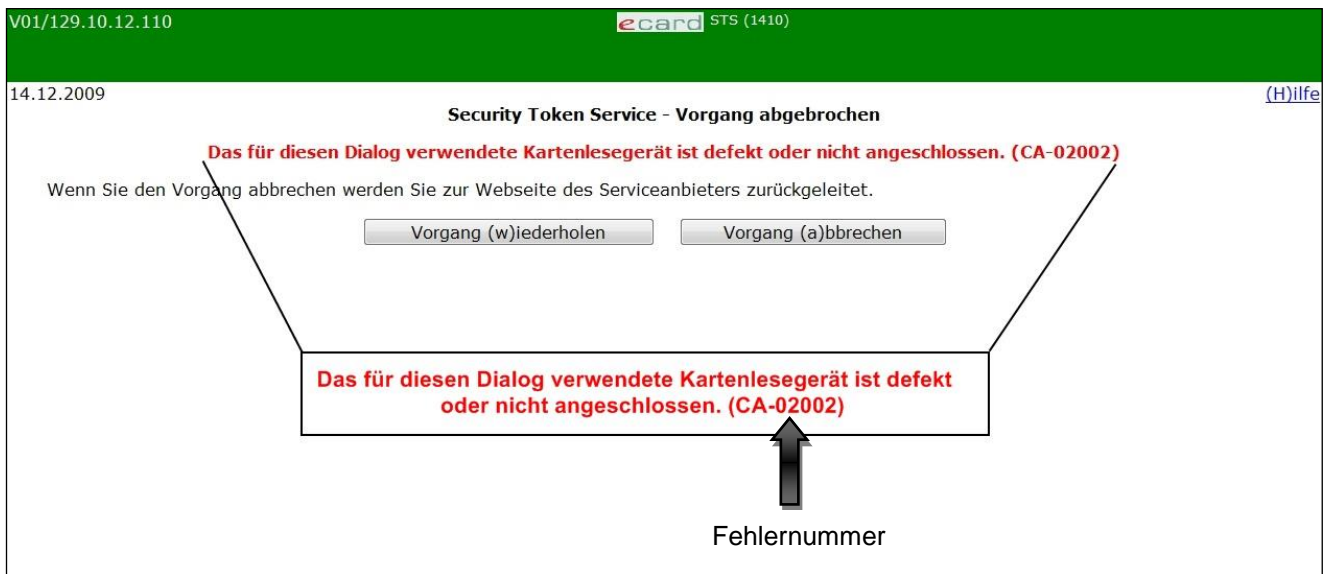 V01/129.10.12.110 ecard STS (1410)
14.12.2009 (H)ilfe
Security Token Service - Vorgang abgebrochen
Das für diesen Dialog verwendete Kartenlesegerät ist defekt oder nicht angeschlossen. (CA-02002)
Wenn Sie den Vorgang abbrechen werden Sie zur Webseite des Serviceanbieters zurückgeleitet.
Vorgang (w)iederholen Vorgang (a)bbrechen
Das für diesen Dialog verwendete Kartenlesegerät ist defekt
oder nicht angeschlossen. (CA-02002)
Fehlernummer